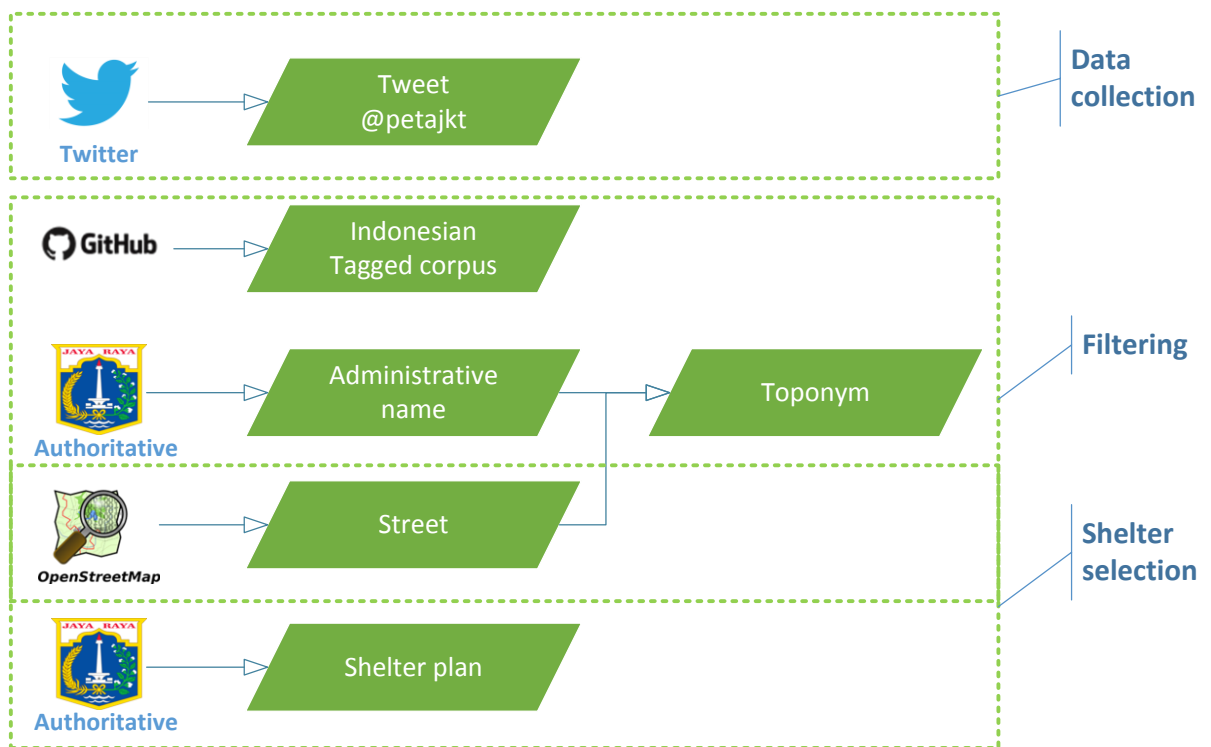 Tweet
@petajkt
Twitter
Data
collection
GitHub
Indonesian
Tagged corpus
JAYA RAYA
Authoritative
Administrative
name
Toponym
Filtering
OpenStreetMap
Street
Shelter
selection
JAYA RAYA
Authoritative
Shelter plan